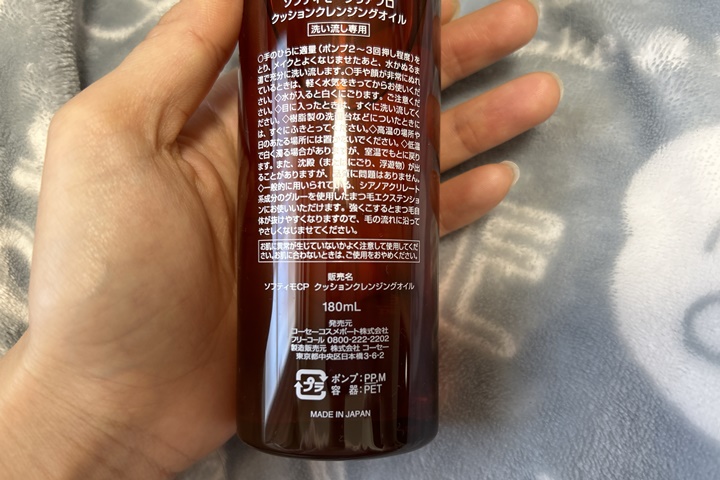 ソフティモ クリアプロ
クッションクレンジングオイル
洗い流し専用
○手のひらに適量(ポンプ2〜3回押し程度)を
とり、メイクとよくなじませたあと、水かぬるま
湯で充分に洗い流します。○手や顔が非常にぬれ
ているときは、軽く水気をきってからお使いくだ
さい。◇水が入ると白くにごります。ご注意くだ
さい。◇目に入ったときは、すぐに洗い流してく
ださい。◇樹脂製の洗 台などについたときに
は、すぐにふきとってください。◇高温の場所や
日のあたる場所には置かないでください。◇低温
で白く濁る場合がありますが、室温でもとに戻り
ます。また、沈殿(またはにごり、浮遊物)が出
ることがありますが、品質に問題はありません。
◇一般的に用いられている、シアノアクリレート
系成分のグルーを使用したまつ毛エクステンショ
ンにお使いいただけます。強くこするとまつ毛自
体が抜けやすくなりますので、毛の流れに沿って
やさしくなじませてください。
お肌に異常が生じていないかよく注意して使用してくだ
さい。お肌に合わないときは、ご使用をおやめください。
販売名
ソフティモCP クッションクレンジングオイル
180mL
発売元
コーセーコスメポート株式会社
フリーコール 0800-222-2202
製造販売元 株式会社 コーセー
東京都中央区日本橋3-6-2
プラ ポンプ:PP,M
容 器:PET
MADE IN JAPAN